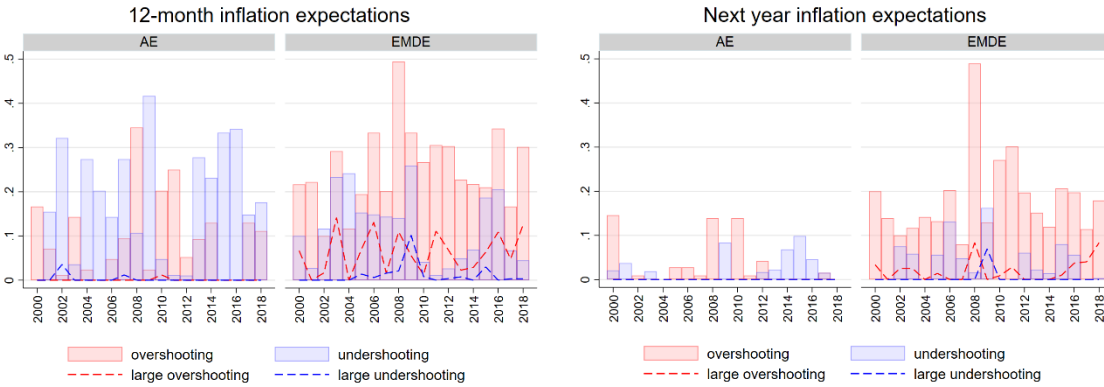 12-month inflation expectations
AE
EMDE
.5
.4
.3
.2
.1
0
2000 2002 2004 2006 2008 2010 2012 2014 2016 2018
2000 2002 2004 2006 2008 2010 2012 2014 2016 2018
overshooting undershooting
large overshooting large undershooting
Next year inflation expectations
AE
EMDE
.5
.4
.3
.2
.1
0
2000 2002 2004 2006 2008 2010 2012 2014 2016 2018
2000 2002 2004 2006 2008 2010 2012 2014 2016 2018
overshooting undershooting
large overshooting large undershooting